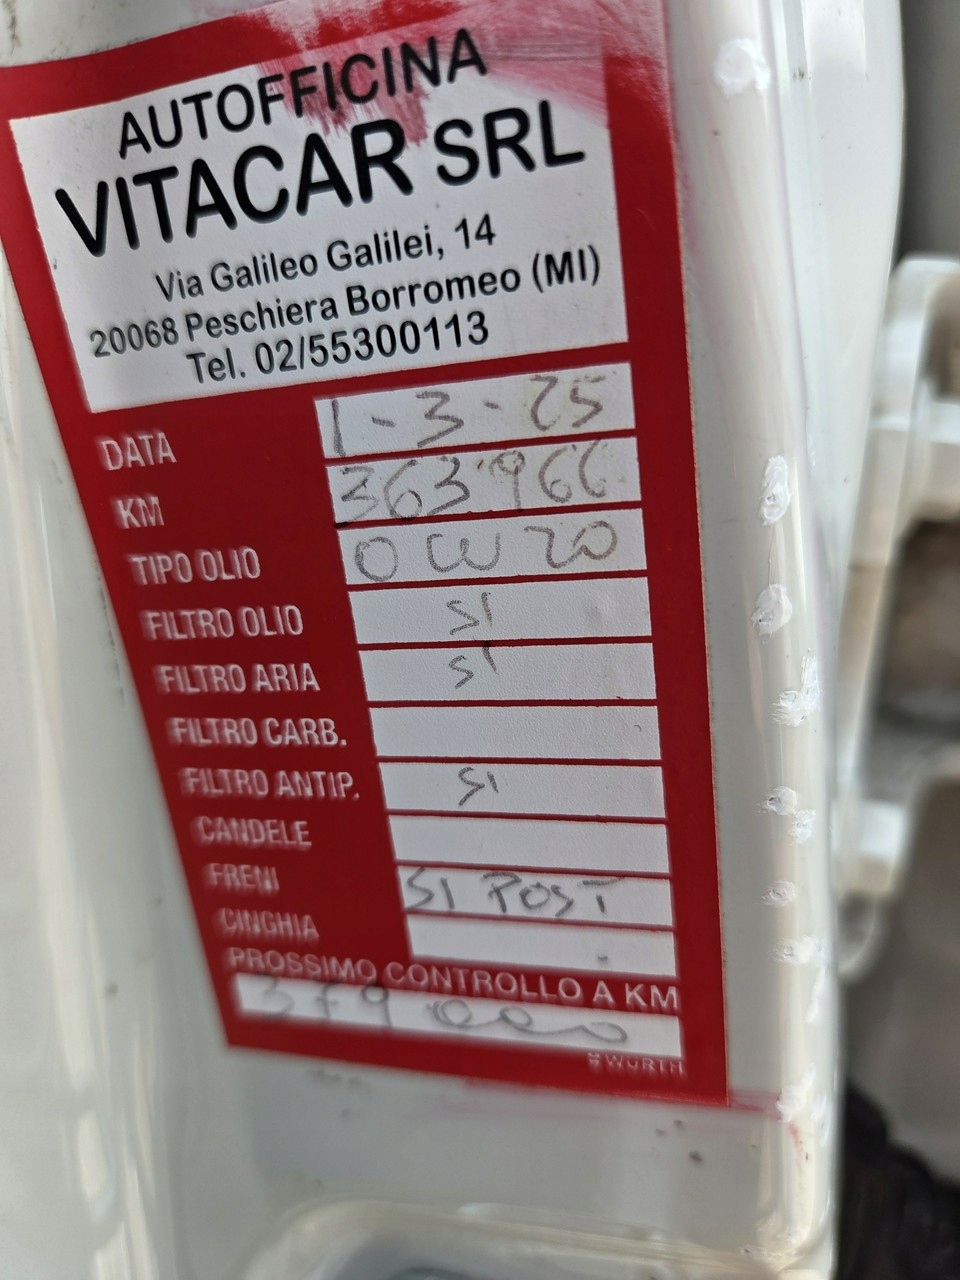 AUTOFFICINA
VITACAR SRL
Via Galileo Galilei, 14
20068 Peschiera Borromeo (MI)
Tel. 02/55300113
DATA 1-3-25
KM 363.966
TIPO OLIO 0W20
FILTRO OLIO SI
FILTRO ARIA SI
FILTRO CARB.
FILTRO ANTIP. SI
CANDELE
FRENI SI POST
CINGHIA
PROSSIMO CONTROLLO A KM
379000
WÜRTH